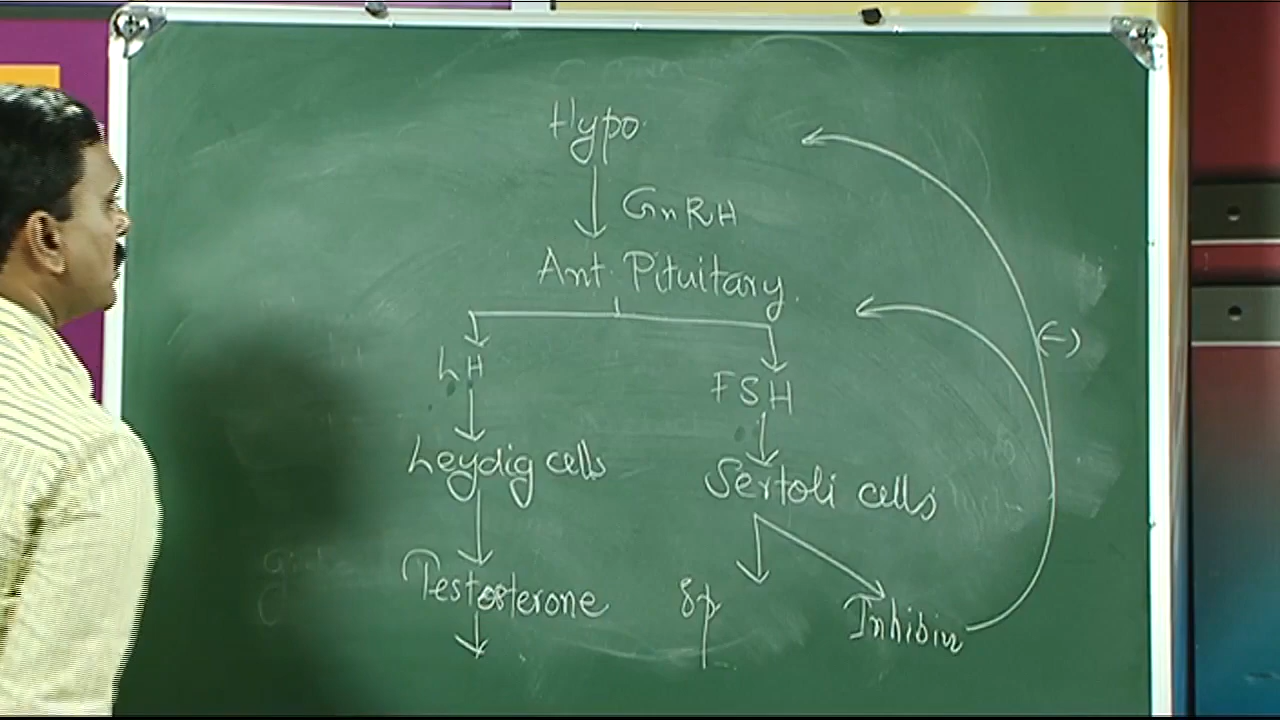 Hypo.
GnRH
Ant. Pituitary.
LH
FSH
(-)
Leydig cells
Sertoli cells
Testosterone
Sp
Inhibin